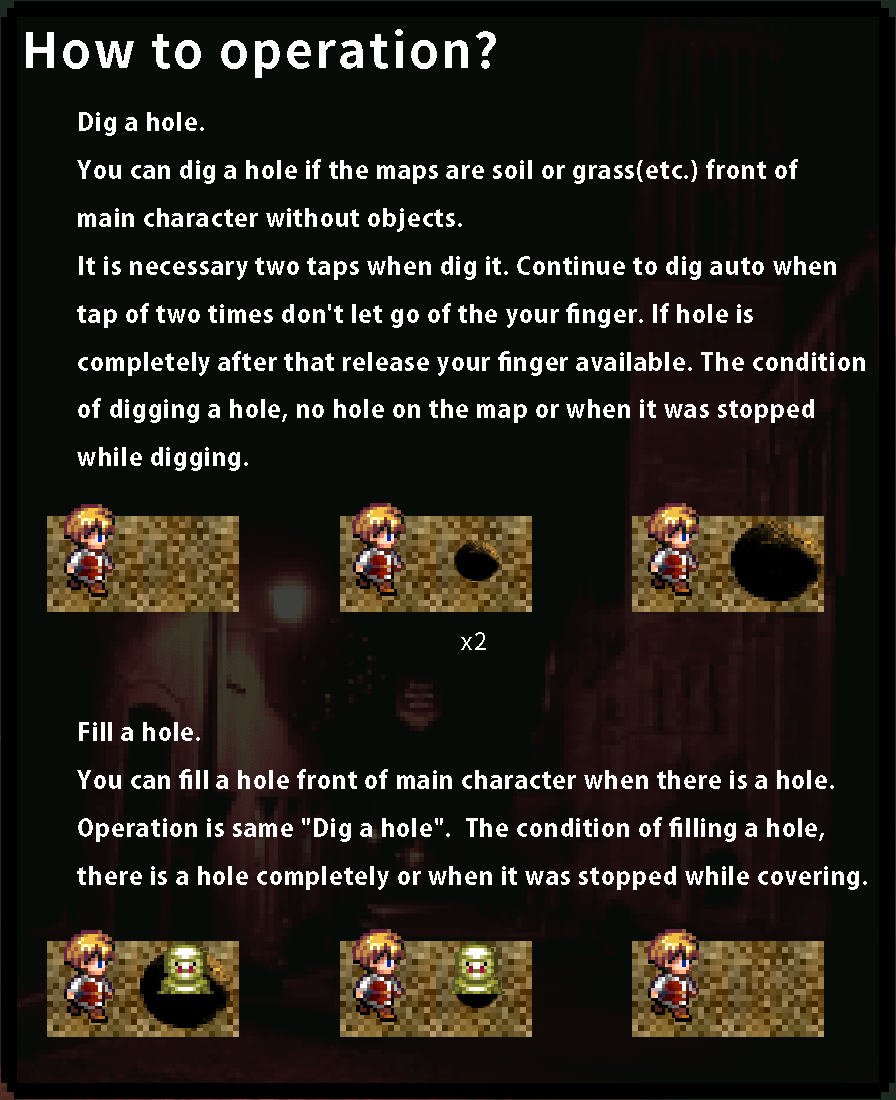 How to operation?
Dig a hole.
You can dig a hole if the maps are soil or grass(etc.) front of
main character without objects.
It is necessary two taps when dig it. Continue to dig auto when
tap of two times don't let go of the your finger. If hole is
completely after that release your finger available. The condition
of digging a hole, no hole on the map or when it was stopped
while digging.
x2
Fill a hole.
You can fill a hole front of main character when there is a hole.
Operation is same "Dig a hole".  The condition of filling a hole,
there is a hole completely or when it was stopped while covering.